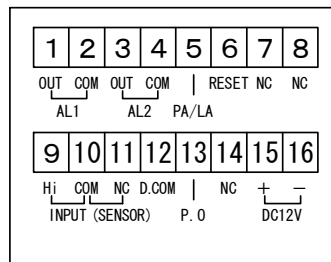 1 2 3 4 5 6 7 8
OUT COM OUT COM | RESET NC NC
AL1 AL2 PA/LA
9 10 11 12 13 14 15 16
Hi COM NC D.COM | NC + −
INPUT (SENSOR) P.O DC12V